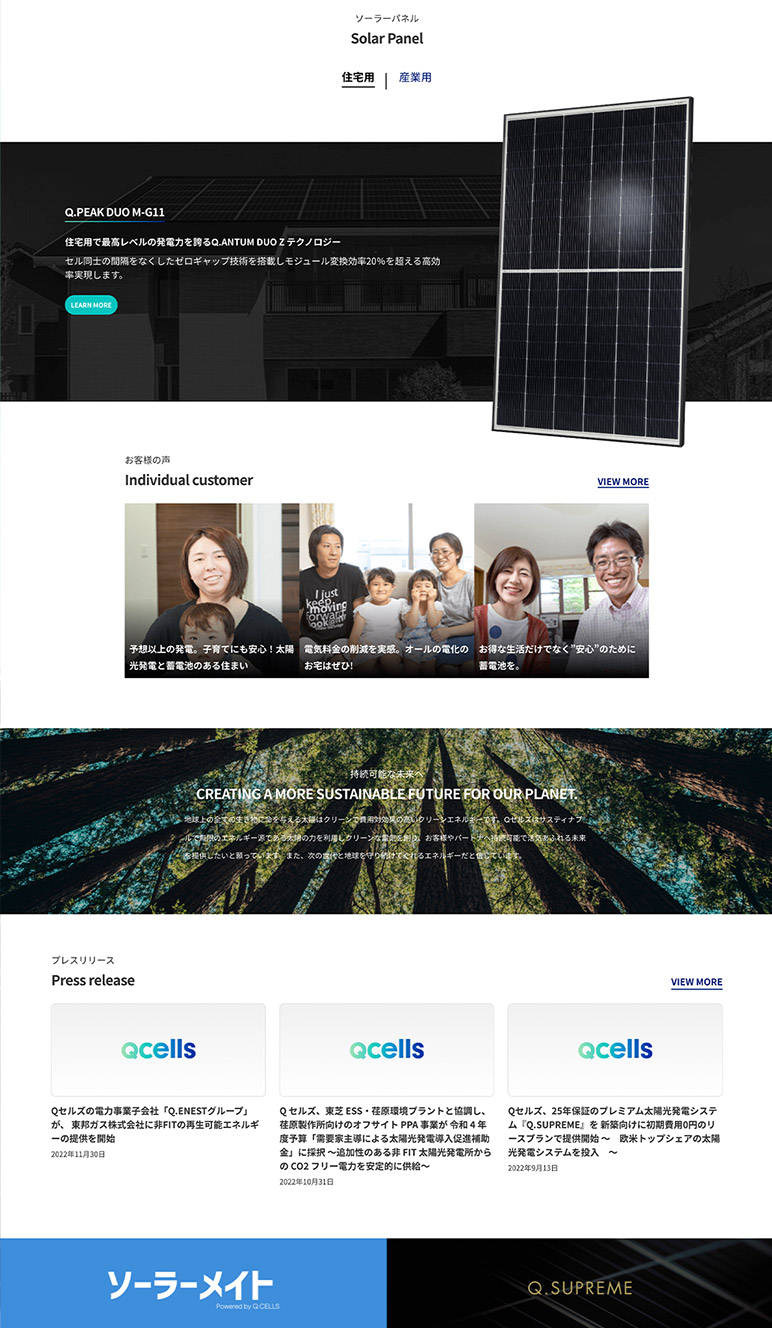 ソーラーパネル
Solar Panel
住宅用 | 産業用
Q.PEAK DUO M-G11
住宅用で最高レベルの発電力を誇るQ.ANTUM DUO Z テクノロジー
セル同士の間隔をなくしたゼロギャップ技術を搭載しモジュール変換効率20%を超える高効
率実現します。
LEARN MORE
お客様の声
Individual customer
VIEW MORE
I just
keep
moving
forward
予想以上の発電。子育てにも安心！太陽
光発電と蓄電池のある住まい
電気料金の削減を実感。オールの電化の
お宅はぜひ!
お得な生活だけでなく”安心”のために
蓄電池を。
持続可能な未来へ
CREATING A MORE SUSTAINABLE FUTURE FOR OUR PLANET.
地球上の全ての生き物に命を与える太陽はクリーンで費用対効果の高いクリーンエネルギーです。Qセルズはサスティナブ
ルで無限のエネルギー源である太陽の力を利用しクリーンな電気を創り、お客様やパートナへ持続可能で活気あふれる未来
を提供したいと願っています。また、次の世代と地球を守り続けてくれるエネルギーだと信じています。
プレスリリース
Press release
VIEW MORE
Qcells
Qcells
Qcells
Qセルズの電力事業子会社「Q.ENESTグループ」
が、 東邦ガス株式会社に非FITの再生可能エネルギ
ーの提供を開始
2022年11月30日
Q セルズ、東芝 ESS・荏原環境プラントと協調し、
荏原製作所向けのオフサイト PPA 事業が 令和 4 年
度予算「需要家主導による太陽光発電導入促進補助
金」に採択 ～追加性のある非 FIT 太陽光発電所から
の CO2 フリー電力を安定的に供給～
2022年10月31日
Qセルズ、25年保証のプレミアム太陽光発電システ
ム『Q.SUPREME』を 新築向けに初期費用0円のリ
ースプランで提供開始 ～　欧米トップシェアの太陽
光発電システムを投入　～
2022年9月13日
ソーラーメイト
Powered by Q CELLS
Q.SUPREME